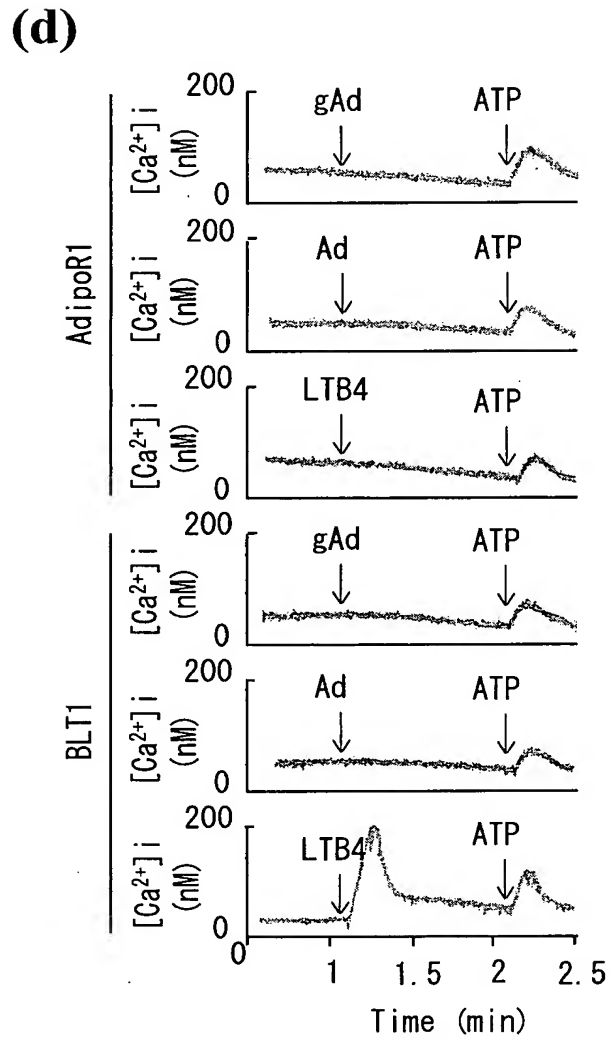 (d)
AdipoR1
[Ca²⁺]i (nM)
200
0
gAd
ATP
[Ca²⁺]i (nM)
200
0
Ad
ATP
[Ca²⁺]i (nM)
200
0
LTB4
ATP
BLT1
[Ca²⁺]i (nM)
200
0
gAd
ATP
[Ca²⁺]i (nM)
200
0
Ad
ATP
[Ca²⁺]i (nM)
200
0
LTB4
ATP
0 1 1.5 2 2.5
Time (min)